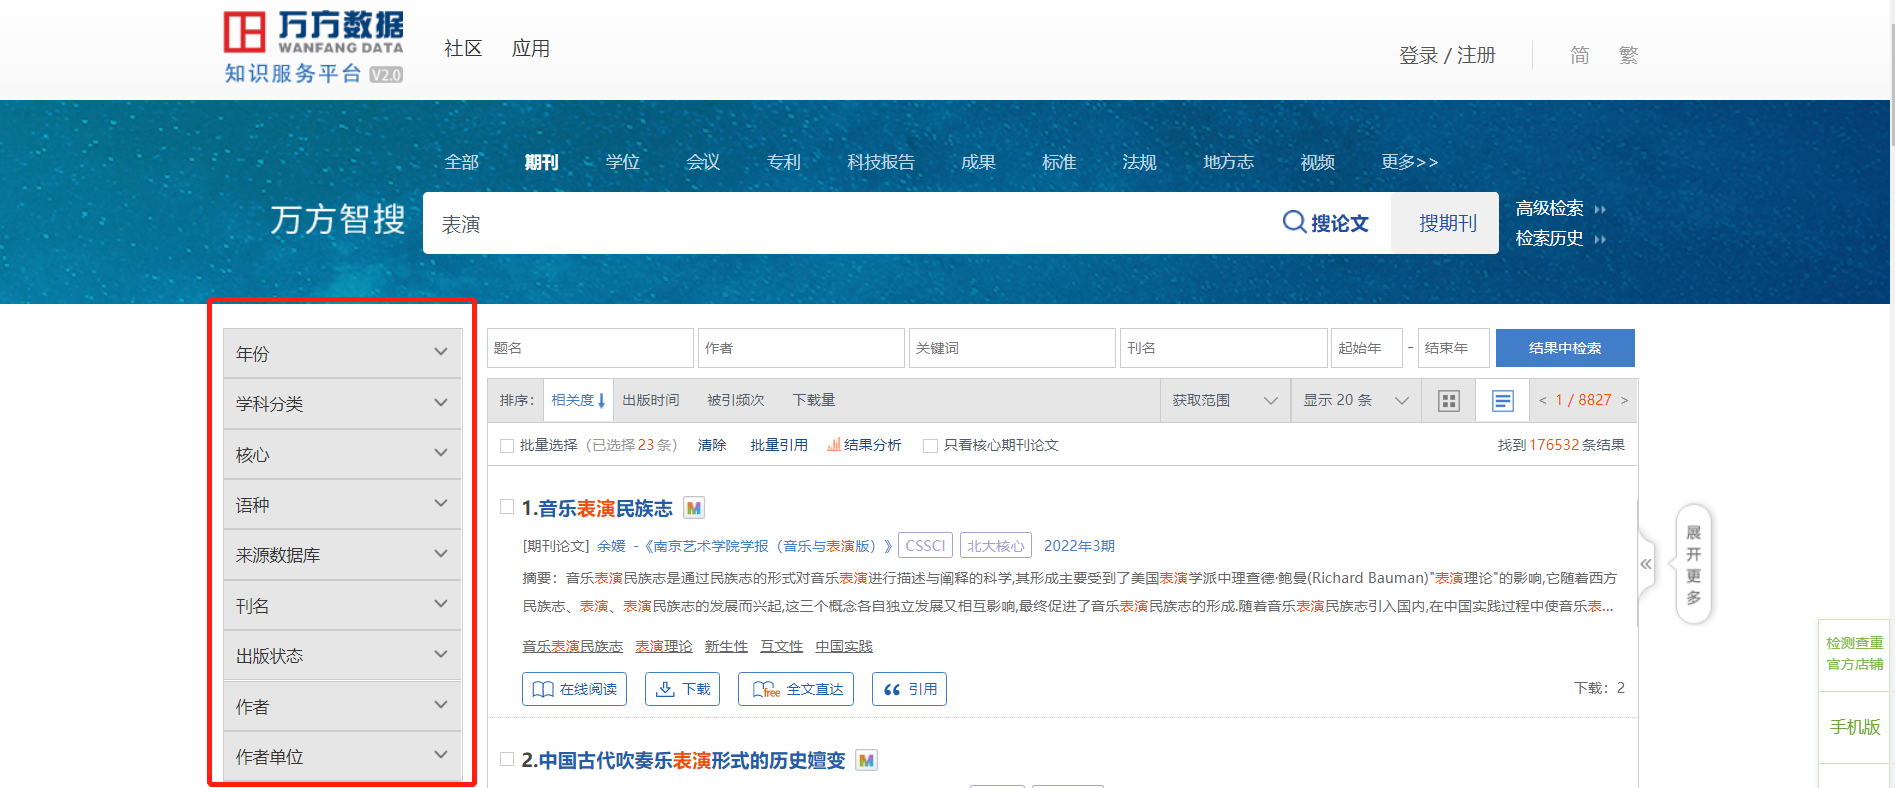 万方数据
WANFANG DATA
知识服务平台 V2.0
社区 应用
登录 / 注册 简 繁
全部 期刊 学位 会议 专利 科技报告 成果 标准 法规 地方志 视频 更多>>
万方智搜 表演 搜论文 搜期刊
高级检索
检索历史
年份
学科分类
核心
语种
来源数据库
刊名
出版状态
作者
作者单位
题名 作者 关键词 刊名 起始年 - 结束年 结果中检索
排序: 相关度 出版时间 被引频次 下载量 获取范围 显示 20 条 < 1 / 8827 >
批量选择 (已选择 23 条) 清除 批量引用 结果分析 只看核心期刊论文 找到 176532 条结果
1.音乐表演民族志 M
[期刊论文] 余媛 -《南京艺术学院学报（音乐与表演版）》 CSSCI 北大核心 2022年3期
摘要：音乐表演民族志是通过民族志的形式对音乐表演进行描述与阐释的科学,其形成主要受到了美国表演学派中理查德·鲍曼(Richard Bauman)"表演理论"的影响,它随着西方
民族志、表演、表演民族志的发展而兴起,这三个概念各自独立发展又相互影响,最终促进了音乐表演民族志的形成.随着音乐表演民族志引入国内,在中国实践过程中使音乐表...
音乐表演民族志 表演理论 新生性 互文性 中国实践
在线阅读 下载 free 全文直达 引用 下载：2
2.中国古代吹奏乐表演形式的历史嬗变 M
«
展开更多
检测查重
官方店铺
手机版